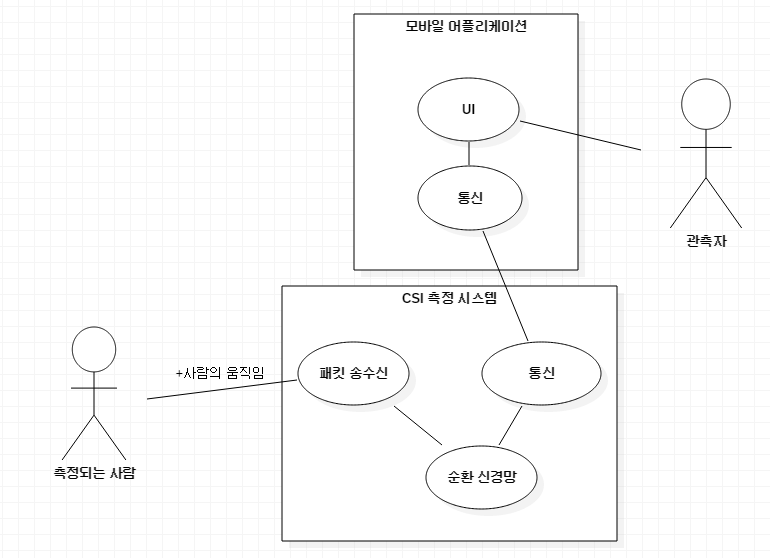 모바일 어플리케이션
UI
통신
관측자
CSI 측정 시스템
+사람의 움직임
패킷 송수신
통신
순환 신경망
측정되는 사람